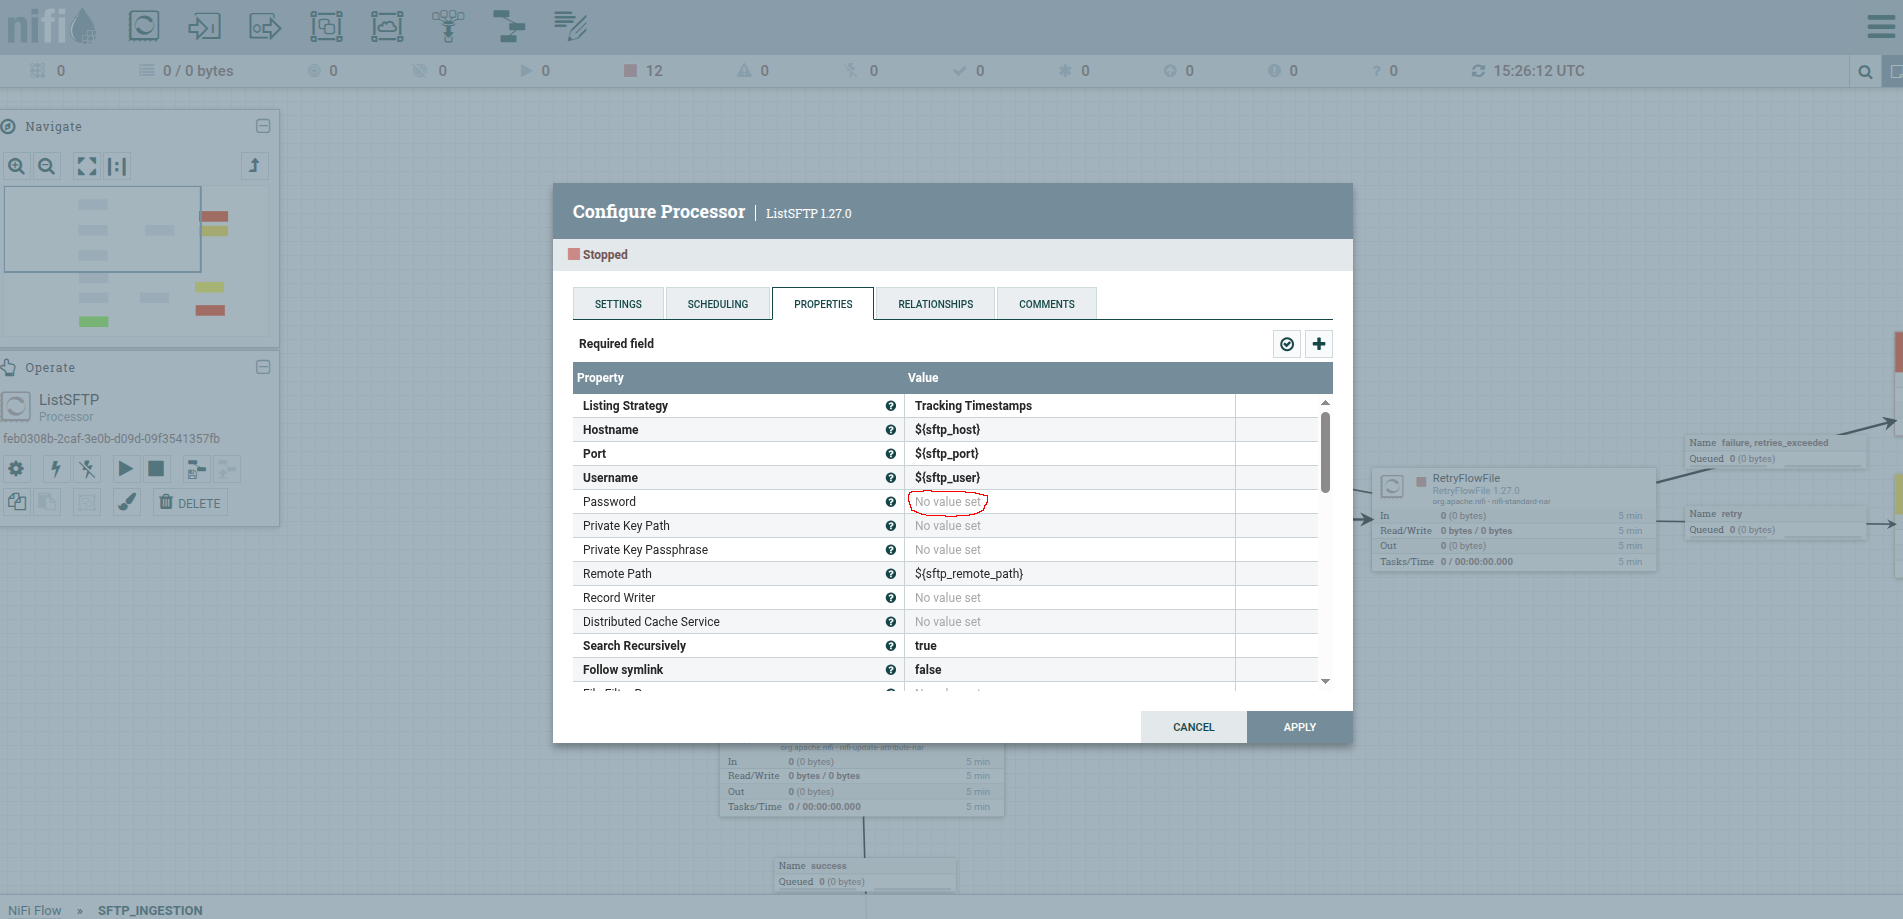 nifi
0
0 / 0 bytes
0
0
0
12
0
0
0
0
0
0
? 0
15:26:12 UTC
Navigate
Operate
ListSFTP
Processor
feb0308b-2caf-3e0b-d09d-09f3541357fb
DELETE
Configure Processor | ListSFTP 1.27.0
Stopped
SETTINGS
SCHEDULING
PROPERTIES
RELATIONSHIPS
COMMENTS
Required field
Property Value
Listing Strategy Tracking Timestamps
Hostname ${sftp_host}
Port ${sftp_port}
Username ${sftp_user}
Password No value set
Private Key Path No value set
Private Key Passphrase No value set
Remote Path ${sftp_remote_path}
Record Writer No value set
Distributed Cache Service No value set
Search Recursively true
Follow symlink false
CANCEL
APPLY
RetryFlowFile
RetryFlowFile 1.27.0
org.apache.nifi - nifi-standard-nar
In 0 (0 bytes) 5 min
Read/Write 0 bytes / 0 bytes 5 min
Out 0 (0 bytes) 5 min
Tasks/Time 0 / 00:00:00.000 5 min
Name failure, retries_exceeded
Queued 0 (0 bytes)
Name retry
Queued 0 (0 bytes)
org.apache.nifi - nifi-update-attribute-nar
In 0 (0 bytes) 5 min
Read/Write 0 bytes / 0 bytes 5 min
Out 0 (0 bytes) 5 min
Tasks/Time 0 / 00:00:00.000 5 min
Name success
Queued 0 (0 bytes)
NiFi Flow » SFTP_INGESTION